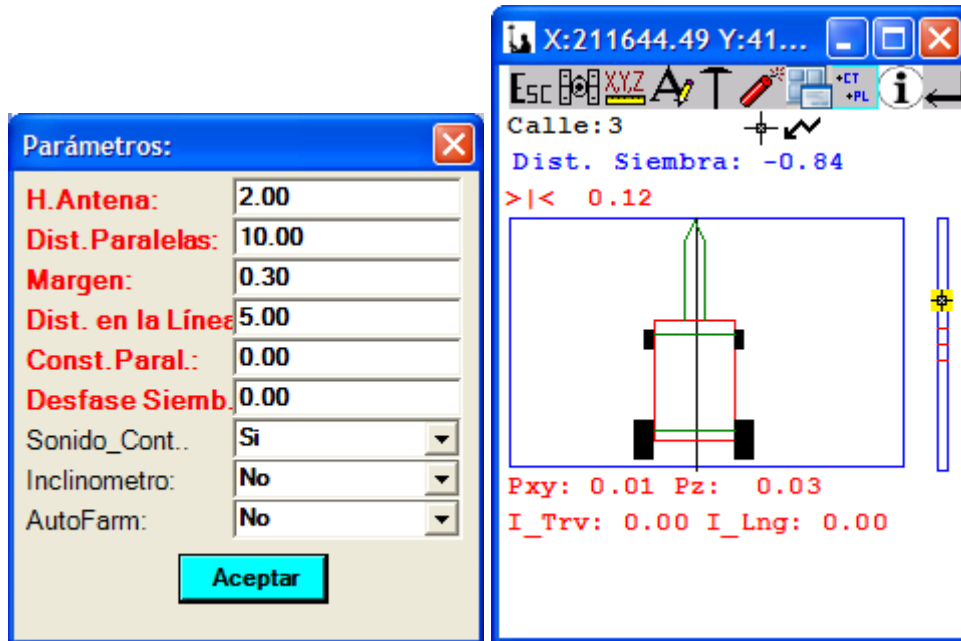 Parámetros:
H.Antena: 2.00
Dist.Paralelas: 10.00
Margen: 0.30
Dist. en la Línea 5.00
Const.Paral.: 0.00
Desfase Siemb. 0.00
Sonido_Cont.. Si
Inclinometro: No
AutoFarm: No
Aceptar
X:211644.49 Y:41...
Esc X,Y,Z A T +CT +PL i
Calle:3
Dist. Siembra: -0.84
>|< 0.12
Pxy: 0.01 Pz: 0.03
I_Trv: 0.00 I_Lng: 0.00